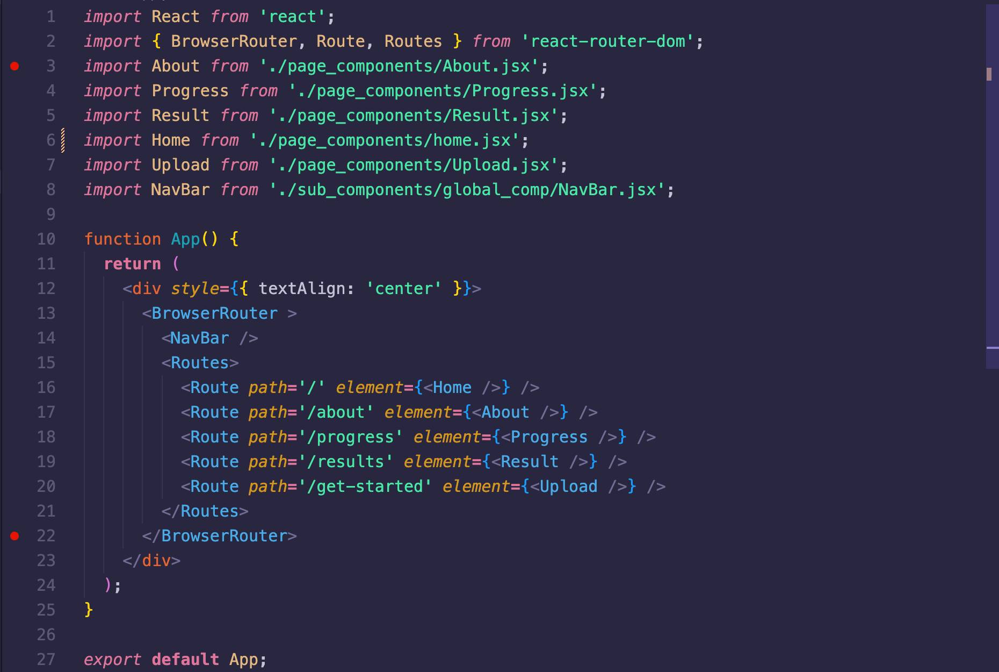 1 import React from 'react';
2 import { BrowserRouter, Route, Routes } from 'react-router-dom';
3 import About from './page_components/About.jsx';
4 import Progress from './page_components/Progress.jsx';
5 import Result from './page_components/Result.jsx';
6 import Home from './page_components/home.jsx';
7 import Upload from './page_components/Upload.jsx';
8 import NavBar from './sub_components/global_comp/NavBar.jsx';
9
10 function App() {
11   return (
12     <div style={{ textAlign: 'center' }}>
13       <BrowserRouter >
14         <NavBar />
15         <Routes>
16           <Route path='/' element={<Home />} />
17           <Route path='/about' element={<About />} />
18           <Route path='/progress' element={<Progress />} />
19           <Route path='/results' element={<Result />} />
20           <Route path='/get-started' element={<Upload />} />
21         </Routes>
22       </BrowserRouter>
23     </div>
24   );
25 }
26
27 export default App;